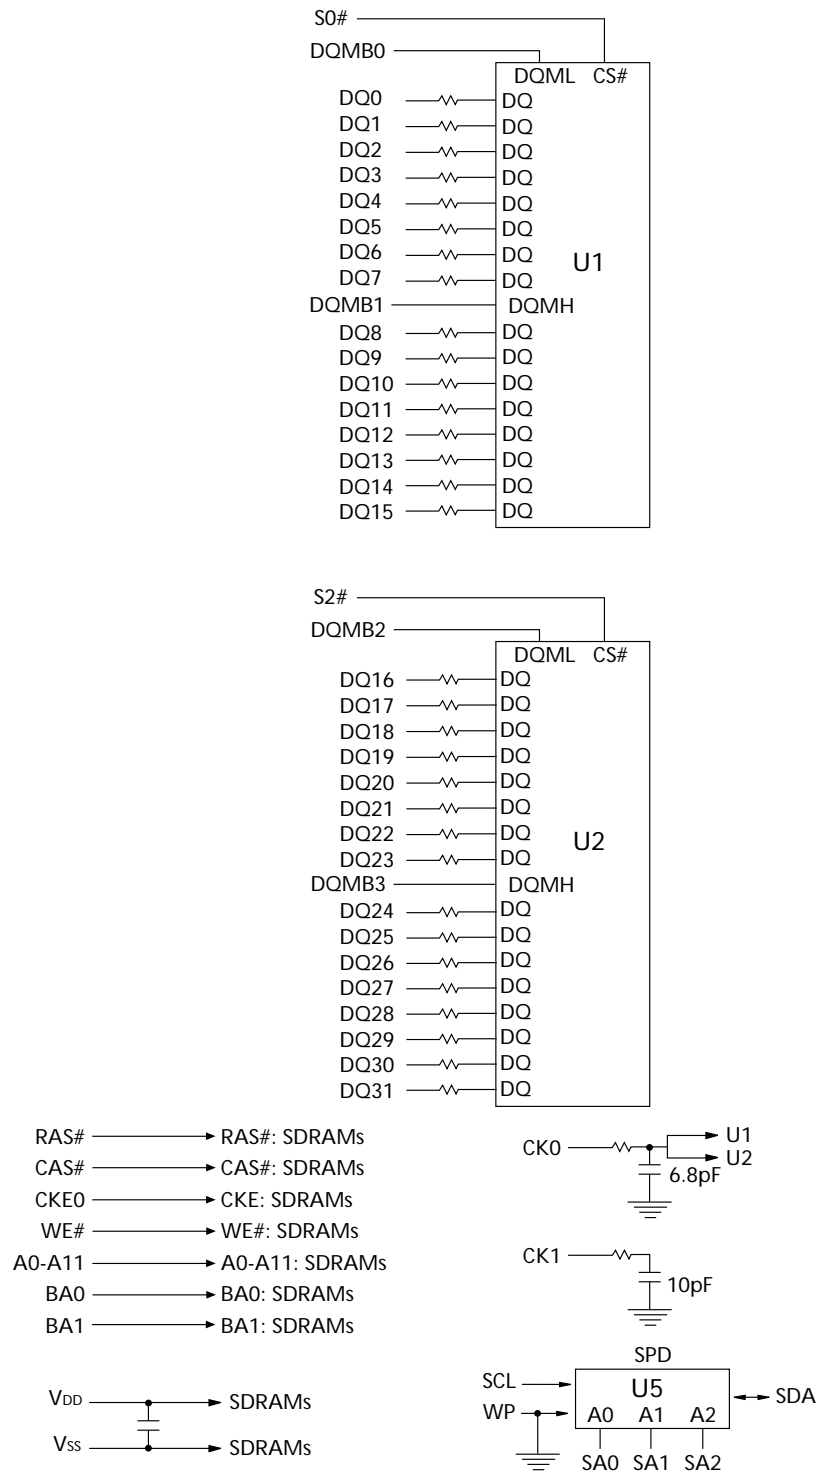 S0#
DQMB0
DQML CS#
DQ0 DQ
DQ1 DQ
DQ2 DQ
DQ3 DQ
DQ4 DQ
DQ5 DQ
DQ6 DQ
U1
DQ7 DQ
DQMB1 DQMH
DQ8 DQ
DQ9 DQ
DQ10 DQ
DQ11 DQ
DQ12 DQ
DQ13 DQ
DQ14 DQ
DQ15 DQ
S2#
DQMB2
DQML CS#
DQ16 DQ
DQ17 DQ
DQ18 DQ
DQ19 DQ
DQ20 DQ
DQ21 DQ
DQ22 DQ
U2
DQ23 DQ
DQMB3 DQMH
DQ24 DQ
DQ25 DQ
DQ26 DQ
DQ27 DQ
DQ28 DQ
DQ29 DQ
DQ30 DQ
DQ31 DQ
RAS# RAS#: SDRAMs
CAS# CAS#: SDRAMs
CKE0 CKE: SDRAMs
WE# WE#: SDRAMs
A0-A11 A0-A11: SDRAMs
BA0 BA0: SDRAMs
BA1 BA1: SDRAMs
VDD SDRAMs
VSS SDRAMs
CK0 U1
U2
6.8pF
CK1
10pF
SPD
SCL U5 SDA
WP A0 A1 A2
SA0 SA1 SA2